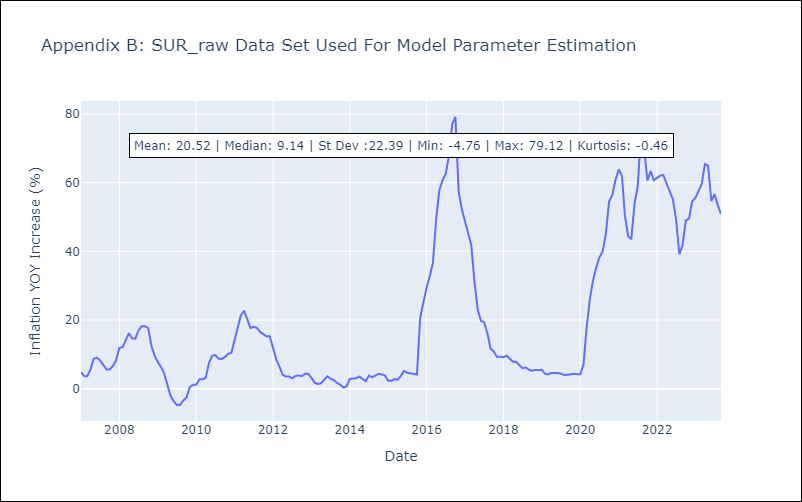 Appendix B: SUR_raw Data Set Used For Model Parameter Estimation
Mean: 20.52 | Median: 9.14 | St Dev :22.39 | Min: -4.76 | Max: 79.12 | Kurtosis: -0.46
Inflation YOY Increase (%)
80
60
40
20
0
2008 2010 2012 2014 2016 2018 2020 2022
Date